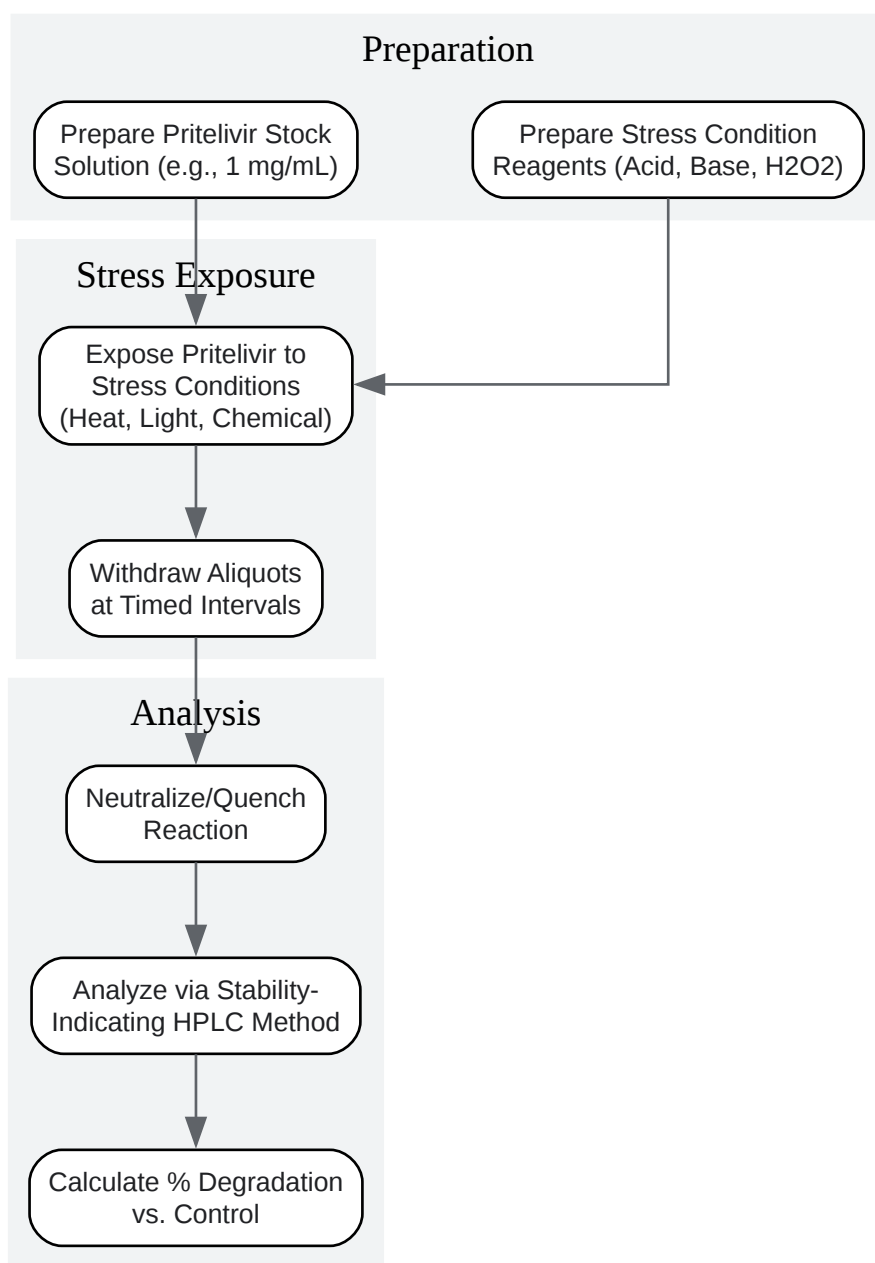 Preparation
Prepare Pritelivir Stock
Solution (e.g., 1 mg/mL)
Prepare Stress Condition
Reagents (Acid, Base, H2O2)
Stress Exposure
Expose Pritelivir to
Stress Conditions
(Heat, Light, Chemical)
Withdraw Aliquots
at Timed Intervals
Analysis
Neutralize/Quench
Reaction
Analyze via Stability-
Indicating HPLC Method
Calculate % Degradation
vs. Control